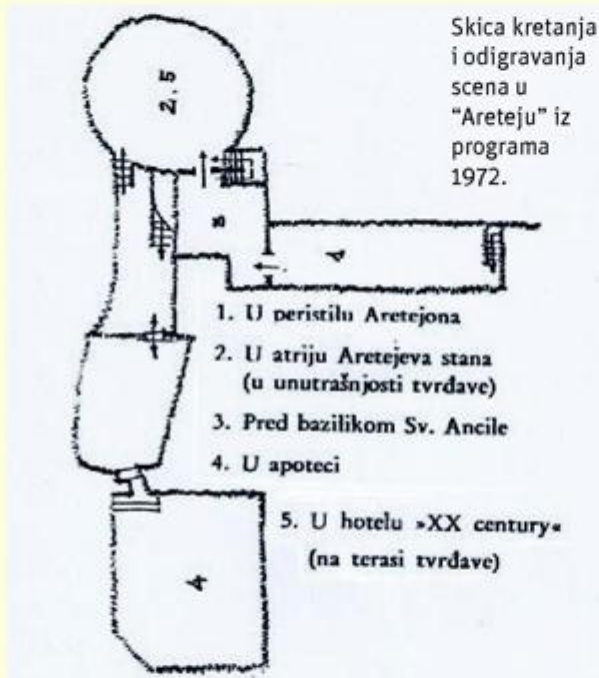 Skica kretanja
i odigravanja
scena u
"Areteju" iz
programa
1972.
2, 5
3
1
1. U peristilu Aretejona
2. U atriju Aretejeva stana
(u unutrašnjosti tvrđave)
3. Pred bazilikom Sv. Ancile
4. U apoteci
5. U hotelu »XX century«
(na terasi tvrđave)
4